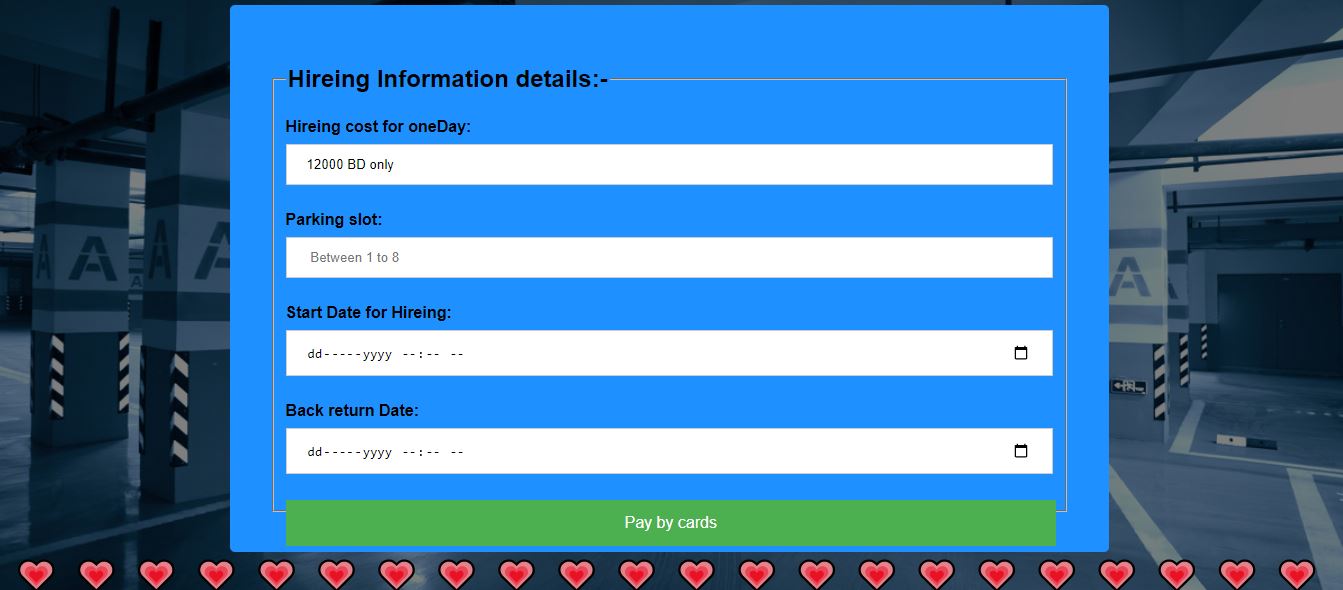 Hireing Information details:-
Hireing cost for oneDay:
12000 BD only
Parking slot:
Between 1 to 8
Start Date for Hireing:
dd-----yyyy --:-- --
Back return Date:
dd-----yyyy --:-- --
Pay by cards
A A A A
A A